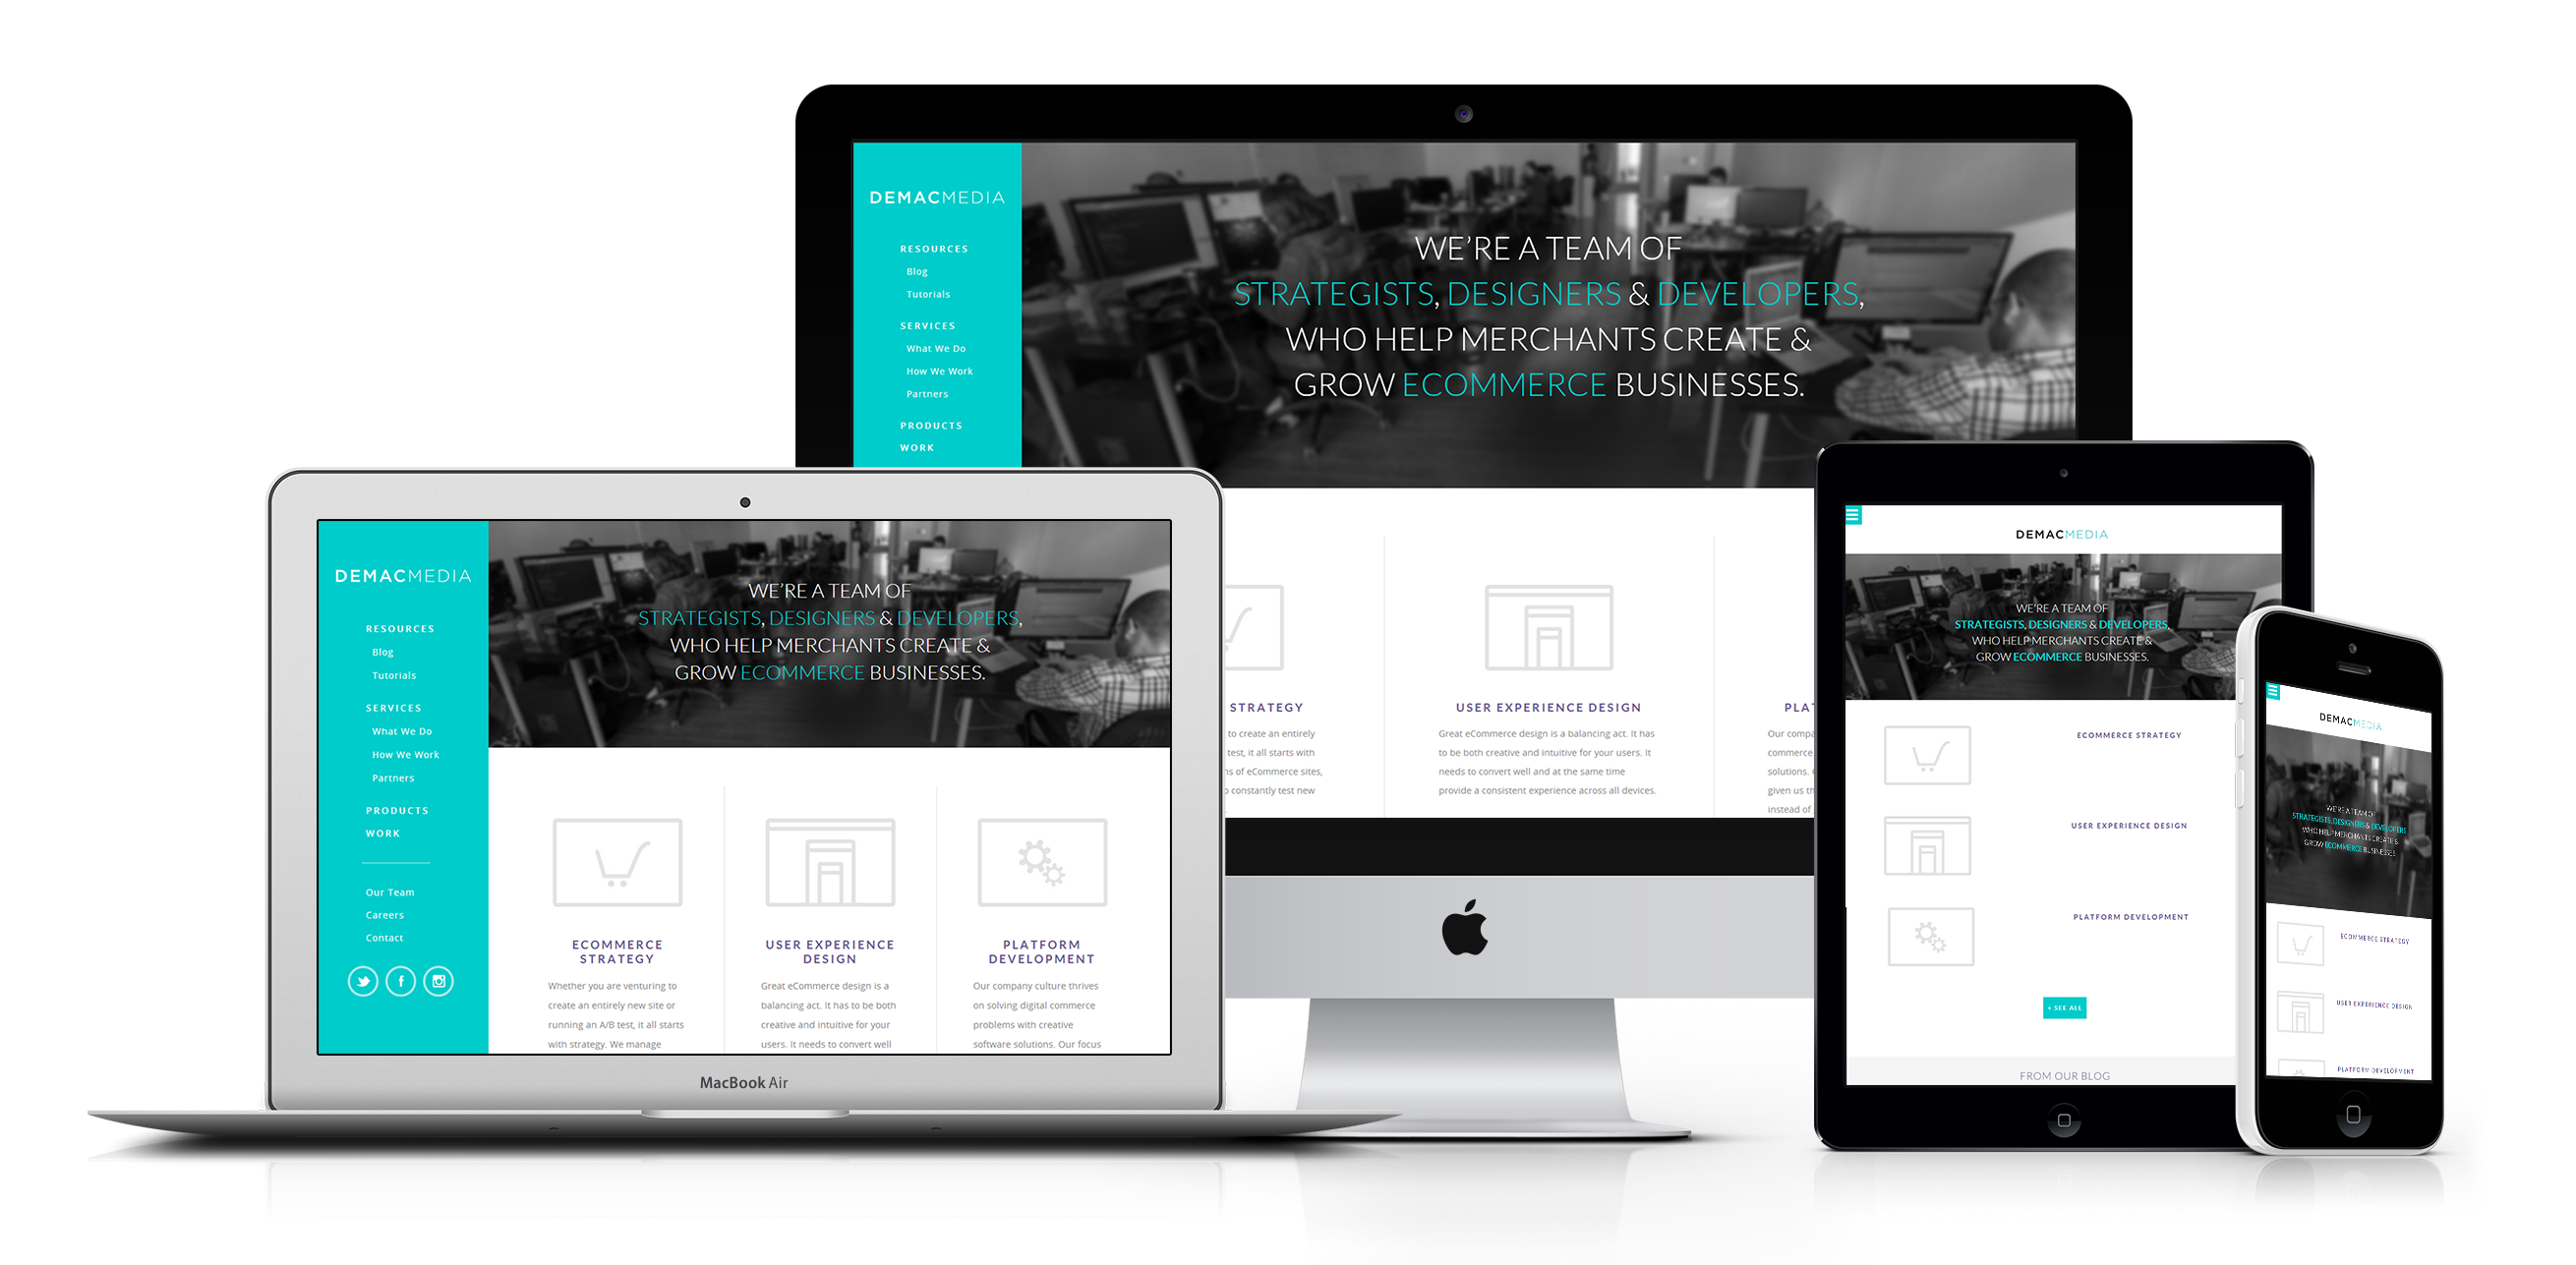 DEMACMEDIA
RESOURCES
Blog
Tutorials
SERVICES
What We Do
How We Work
Partners
PRODUCTS
WORK
WE'RE A TEAM OF
STRATEGISTS, DESIGNERS & DEVELOPERS,
WHO HELP MERCHANTS CREATE &
GROW ECOMMERCE BUSINESSES.
STRATEGY
to create an entirely
test, it all starts with
of eCommerce sites,
constantly test new
USER EXPERIENCE DESIGN
Great eCommerce design is a balancing act. It has
to be both creative and intuitive for your users. It
needs to convert well and at the same time
provide a consistent experience across all devices.
Our
commerce
solutions.
given us
instead of
DEMACMEDIA
RESOURCES
Blog
Tutorials
SERVICES
What We Do
How We Work
Partners
PRODUCTS
WORK
Our Team
Careers
Contact
WE'RE A TEAM OF
STRATEGISTS, DESIGNERS & DEVELOPERS,
WHO HELP MERCHANTS CREATE &
GROW ECOMMERCE BUSINESSES.
ECOMMERCE
STRATEGY
Whether you are venturing to
create an entirely new site or
running an A/B test, it all starts
with strategy. We manage
USER EXPERIENCE
DESIGN
Great eCommerce design is a
balancing act. It has to be both
creative and intuitive for your
users. It needs to convert well
PLATFORM
DEVELOPMENT
Our company culture thrives
on solving digital commerce
problems with creative
software solutions. Our focus
MacBook Air
DEMACMEDIA
WE'RE A TEAM OF
STRATEGISTS, DESIGNERS & DEVELOPERS,
WHO HELP MERCHANTS CREATE &
GROW ECOMMERCE BUSINESSES.
ECOMMERCE STRATEGY
USER EXPERIENCE DESIGN
PLATFORM DEVELOPMENT
+ SEE ALL
FROM OUR BLOG
DEMACMEDIA
WE'RE A TEAM OF
STRATEGISTS, DESIGNERS & DEVELOPERS
WHO HELP MERCHANTS CREATE &
GROW ECOMMERCE BUSINESSES
ECOMMERCE STRATEGY
USER EXPERIENCE DESIGN
PLATFORM DEVELOPMENT